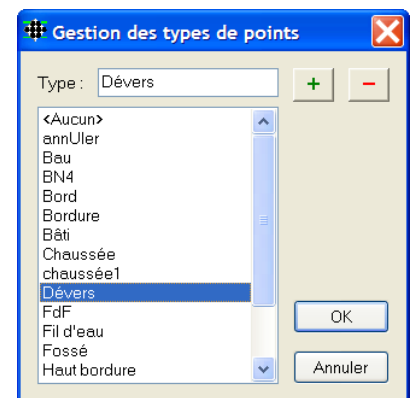 Gestion des types de points
Type : Dévers
+ −
<Aucun>
annUler
Bau
BN4
Bord
Bordure
Bâti
Chaussée
chaussée1
Dévers
FdF
Fil d'eau
Fossé
Haut bordure
OK
Annuler